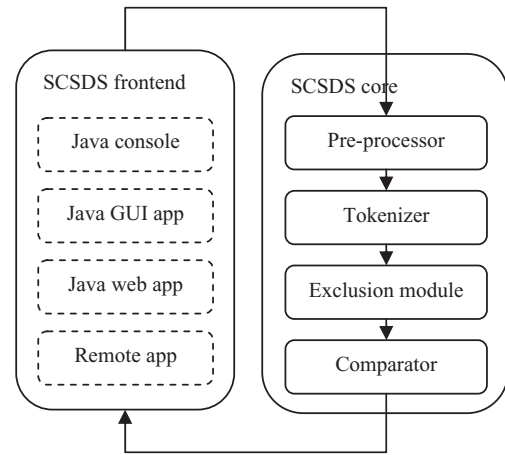 SCSDS frontend
Java console
Java GUI app
Java web app
Remote app
SCSDS core
Pre-processor
Tokenizer
Exclusion module
Comparator